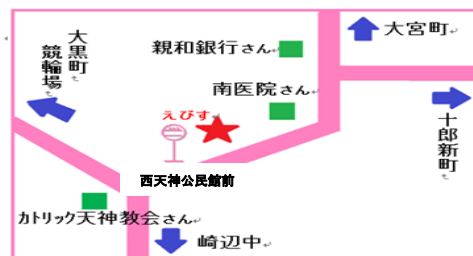 大黒町
競輪場
親和銀行さん
大宮町
南医院さん
えびす
十郎新町
西天神公民館前
カトリック天神教会さん
崎辺中